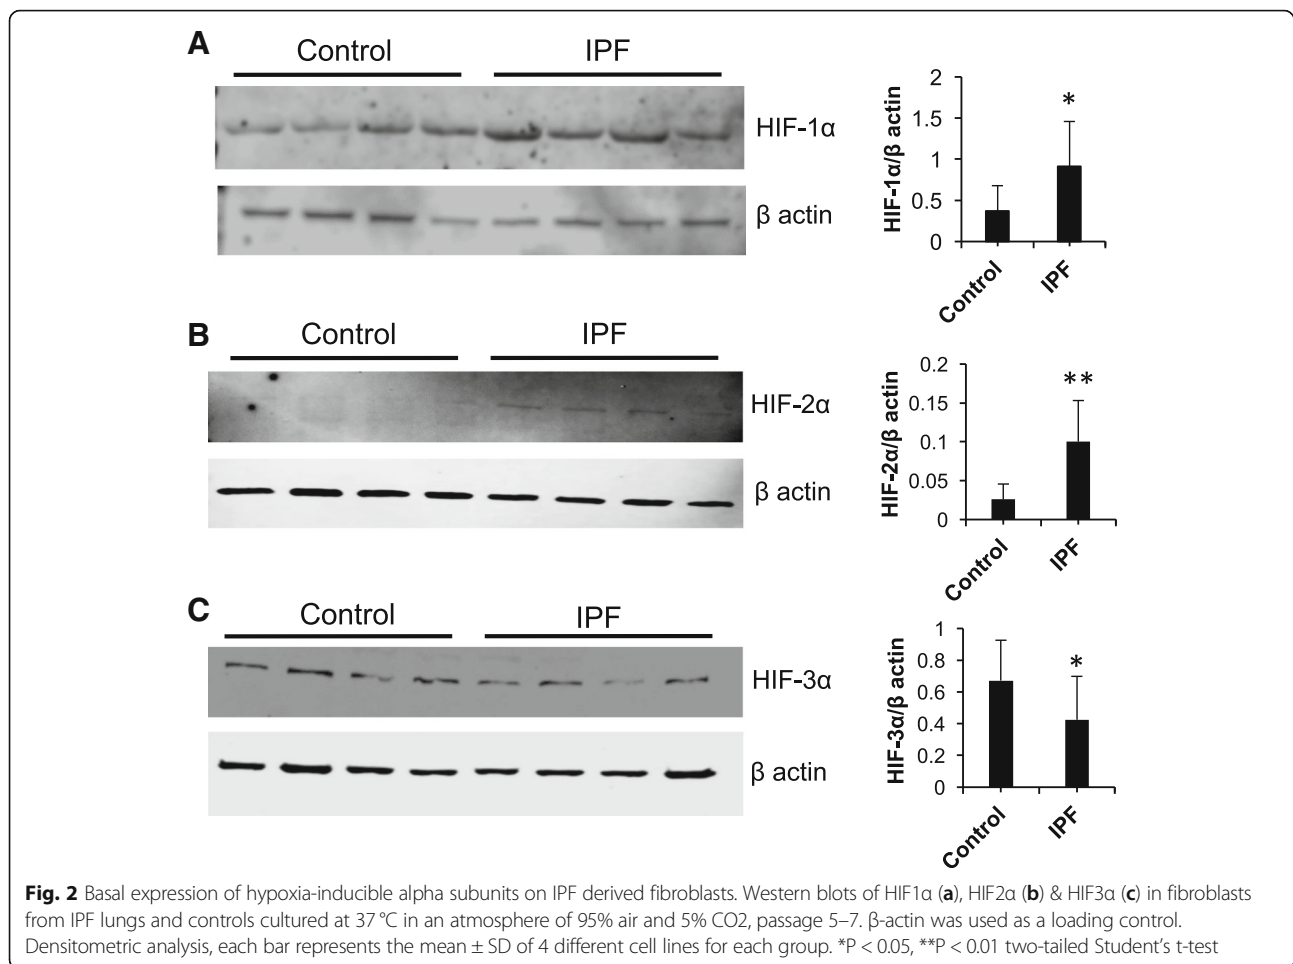 A
Control IPF
HIF-1α
β actin
HIF-1α/β actin
2
1.5
1
0.5
0
*
Control
IPF
B
Control IPF
HIF-2α
β actin
HIF-2α/β actin
0.2
0.15
0.1
0.05
0
**
Control
IPF
C
Control IPF
HIF-3α
β actin
HIF-3α/β actin
1
0.8
0.6
0.4
0.2
0
*
Control
IPF
Fig. 2 Basal expression of hypoxia-inducible alpha subunits on IPF derived fibroblasts. Western blots of HIF1α (a), HIF2α (b) & HIF3α (c) in fibroblasts
from IPF lungs and controls cultured at 37 °C in an atmosphere of 95% air and 5% CO2, passage 5–7. β-actin was used as a loading control.
Densitometric analysis, each bar represents the mean ± SD of 4 different cell lines for each group. *P < 0.05, **P < 0.01 two-tailed Student's t-test